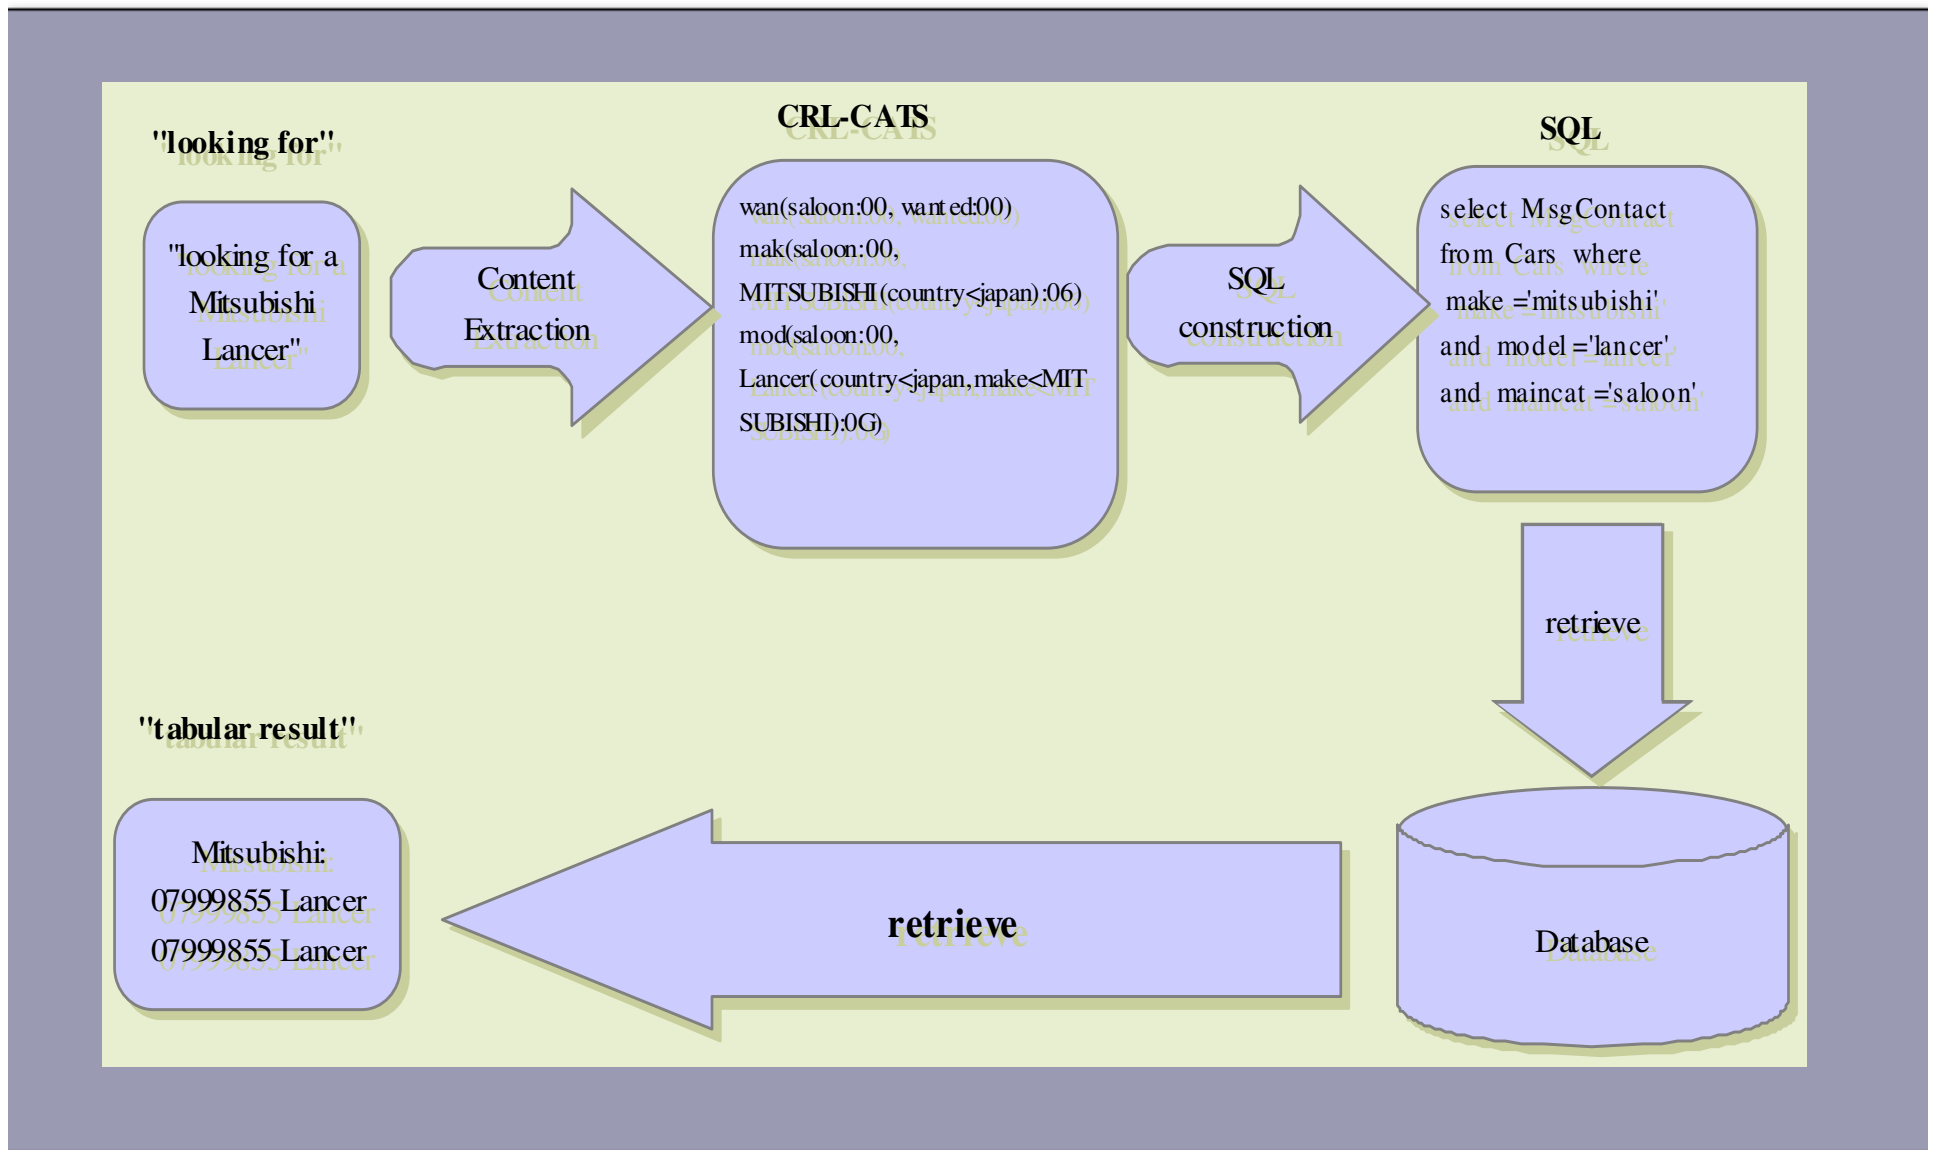 "looking for"
"looking for a
Mitsubishi
Lancer"
Content
Extraction
CRL-CATS
wan(saloon:00, wanted:00)
mak(saloon:00,
MITSUBISHI(country<japan):06)
mod(saloon:00,
Lancer(country<japan,make<MIT
SUBISHI):0G)
SQL
construction
SQL
select MsgContact
from Cars where
make ='mitsubishi'
and model ='lancer'
and maincat ='saloon'
retrieve
Database
retrieve
"tabular result"
Mitsubishi:
07999855 Lancer
07999855 Lancer